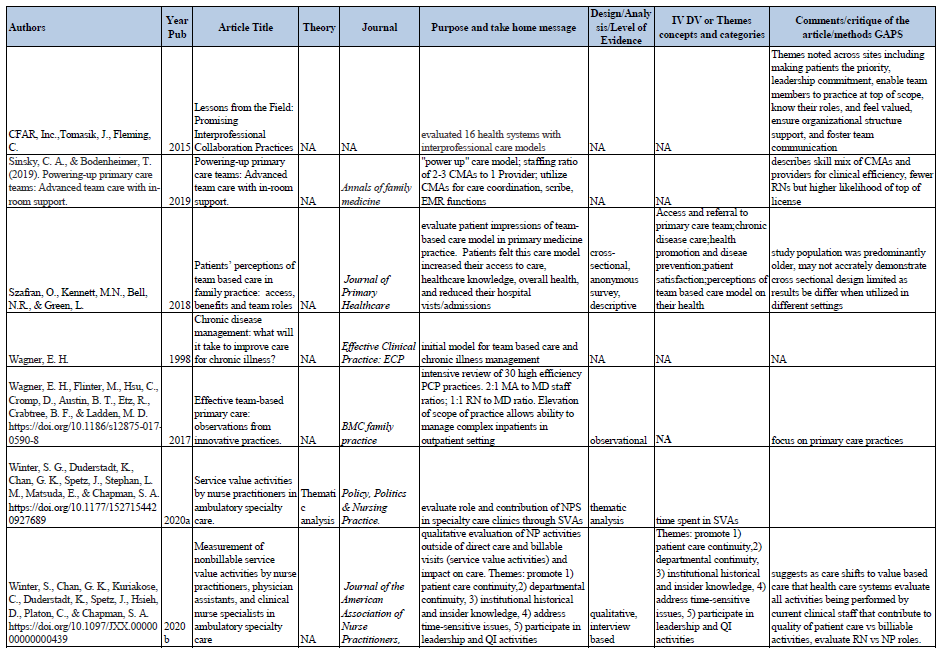 Authors
Year
Pub
Article Title
Theory
Journal
Purpose and take home message
Design/Analy
sis/Level of
Evidence
IV DV or Themes
concepts and categories
Comments/critique of the
article/methods GAPS
CFAR, Inc.,Tomasik, J., Fleming,
C.
2015
Lessons from the Field:
Promising
Interprofessional
Collaboration Practices
NA
NA
evaluated 16 health systems with
interprofessional care models
NA
NA
Themes noted across sites including
making patients the priority,
leadership commitment, enable team
members to practice at top of scope,
know their roles, and feel valued,
ensure organizational structure
support, and foster team
communication
Sinsky, C. A., & Bodenheimer, T.
(2019). Powering-up primary care
teams: Advanced team care with in-
room support.
2019
Powering-up primary
care teams: Advanced
team care with in-room
support.
NA
Annals of family
medicine
"power up" care model; staffing ratio
of 2-3 CMAs to 1 Provider; utilize
CMAs for care coordination, scribe,
EMR functions
NA
NA
describes skill mix of CMAs and
providers for clinical efficiency, fewer
RNs but higher likelihood of top of
license
Szafran, O., Kennett, M.N., Bell,
N.R., & Green, L.
2018
Patients' perceptions of
team based care in
family practice: access,
benefits and team roles
NA
Journal of
Primary
Healthcare
evaluate patient impressions of team-
based care model in primary medicine
practice. Patients felt this care model
increased their access to care,
healthcare knowledge, overall health,
and reduced their hospital
vists/admissions
cross-
sectional,
anonymous
survey,
descriptive
Access and referral to
primary care team;chronic
disease care;health
promotion and diseae
prevention;patient
satisfaction;perceptions of
team based care model on
their health
study population was predominantly
older, may not accrately demonstrate
cross sectional design limited as
results be differ when utilized in
different settings
Wagner, E. H.
1998
Chronic disease
management: what will
it take to improve care
for chronic illness?
NA
Effective Clinical
Practice: ECP
initial model for team based care and
chronic illness management
NA
NA
NA
Wagner, E. H., Flinter, M., Hsu, C.,
Cromp, D., Austin, B. T., Etz, R.,
Crabtree, B. F., & Ladden, M. D.
https://doi.org/10.1186/s12875-017-
0590-8
2017
Effective team-based
primary care:
observations from
innovative practices.
NA
BMC family
practice
intensive review of 30 high efficiency
PCP practices. 2:1 MA to MD staff
ratios; 1:1 RN to MD ratio. Elevation
of scope of practice allows ability to
manage complex inpatients in
outpatient setting
observational
NA
focus on primary care practices
Winter, S. G., Duderstadt, K.,
Chan, G. K., Spetz, J., Stephan, L.
M., Matsuda, E., & Chapman, S. A.
https://doi.org/10.1177/152715442
0927689
2020a
Service value activities
by nurse practitioners in
ambulatory specialty
care.
Themati
c
analysis
Policy, Politics
& Nursing
Practice.
evaluate role and contribution of NPS
in specialty care clinics through SVAs
thematic
analysis
time spent in SVAs
Winter, S., Chan, G. K., Kuriakose,
C., Duderstadt, K., Spetz, J., Hsieh,
D., Platon, C., & Chapman, S. A.
https://doi.org/10.1097/JXX.00000
00000000439
2020
b
Measurement of
nonbillable service
value activities by nurse
practitioners, physician
assistants, and clinical
nurse specialists in
ambulatory specialty
care
NA
Journal of the
American
Association of
Nurse
Practitioners,
qualitative evaluation of NP activities
outside of direct care and billable
visits (service value activities) and
impact on care. Themes: promote 1)
patient care continuity,2) departmental
continuity, 3) institutional historical
and insider knowledge, 4) address
time-sensitive issues, 5) participate in
leadership and QI activities
qualitative,
interview
based
Themes: promote 1)
patient care continuity,2)
departmental continuity,
3) institutional historical
and insider knowledge, 4)
address time-sensitive
issues, 5) participate in
leadership and QI
activities
suggests as care shifts to value based
care that health care systems evaluate
all activities being performed by
current clinical staff that contribute to
quality of patient care vs billiable
activities, evaluate RN vs NP roles.